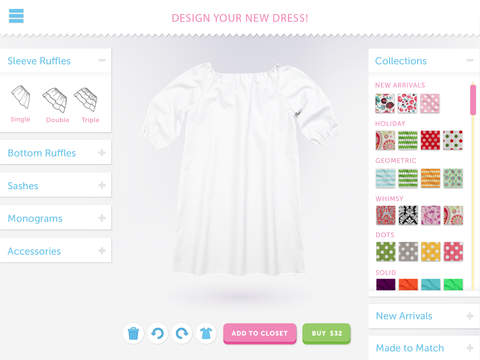 DESIGN YOUR NEW DRESS!
Sleeve Ruffles
Single
Double
Triple
Bottom Ruffles
Sashes
Monograms
Accessories
Collections
NEW ARRIVALS
HOLIDAY
GEOMETRIC
WHIMSY
DOTS
SOLID
New Arrivals
Made to Match
ADD TO CLOSET
BUY $32